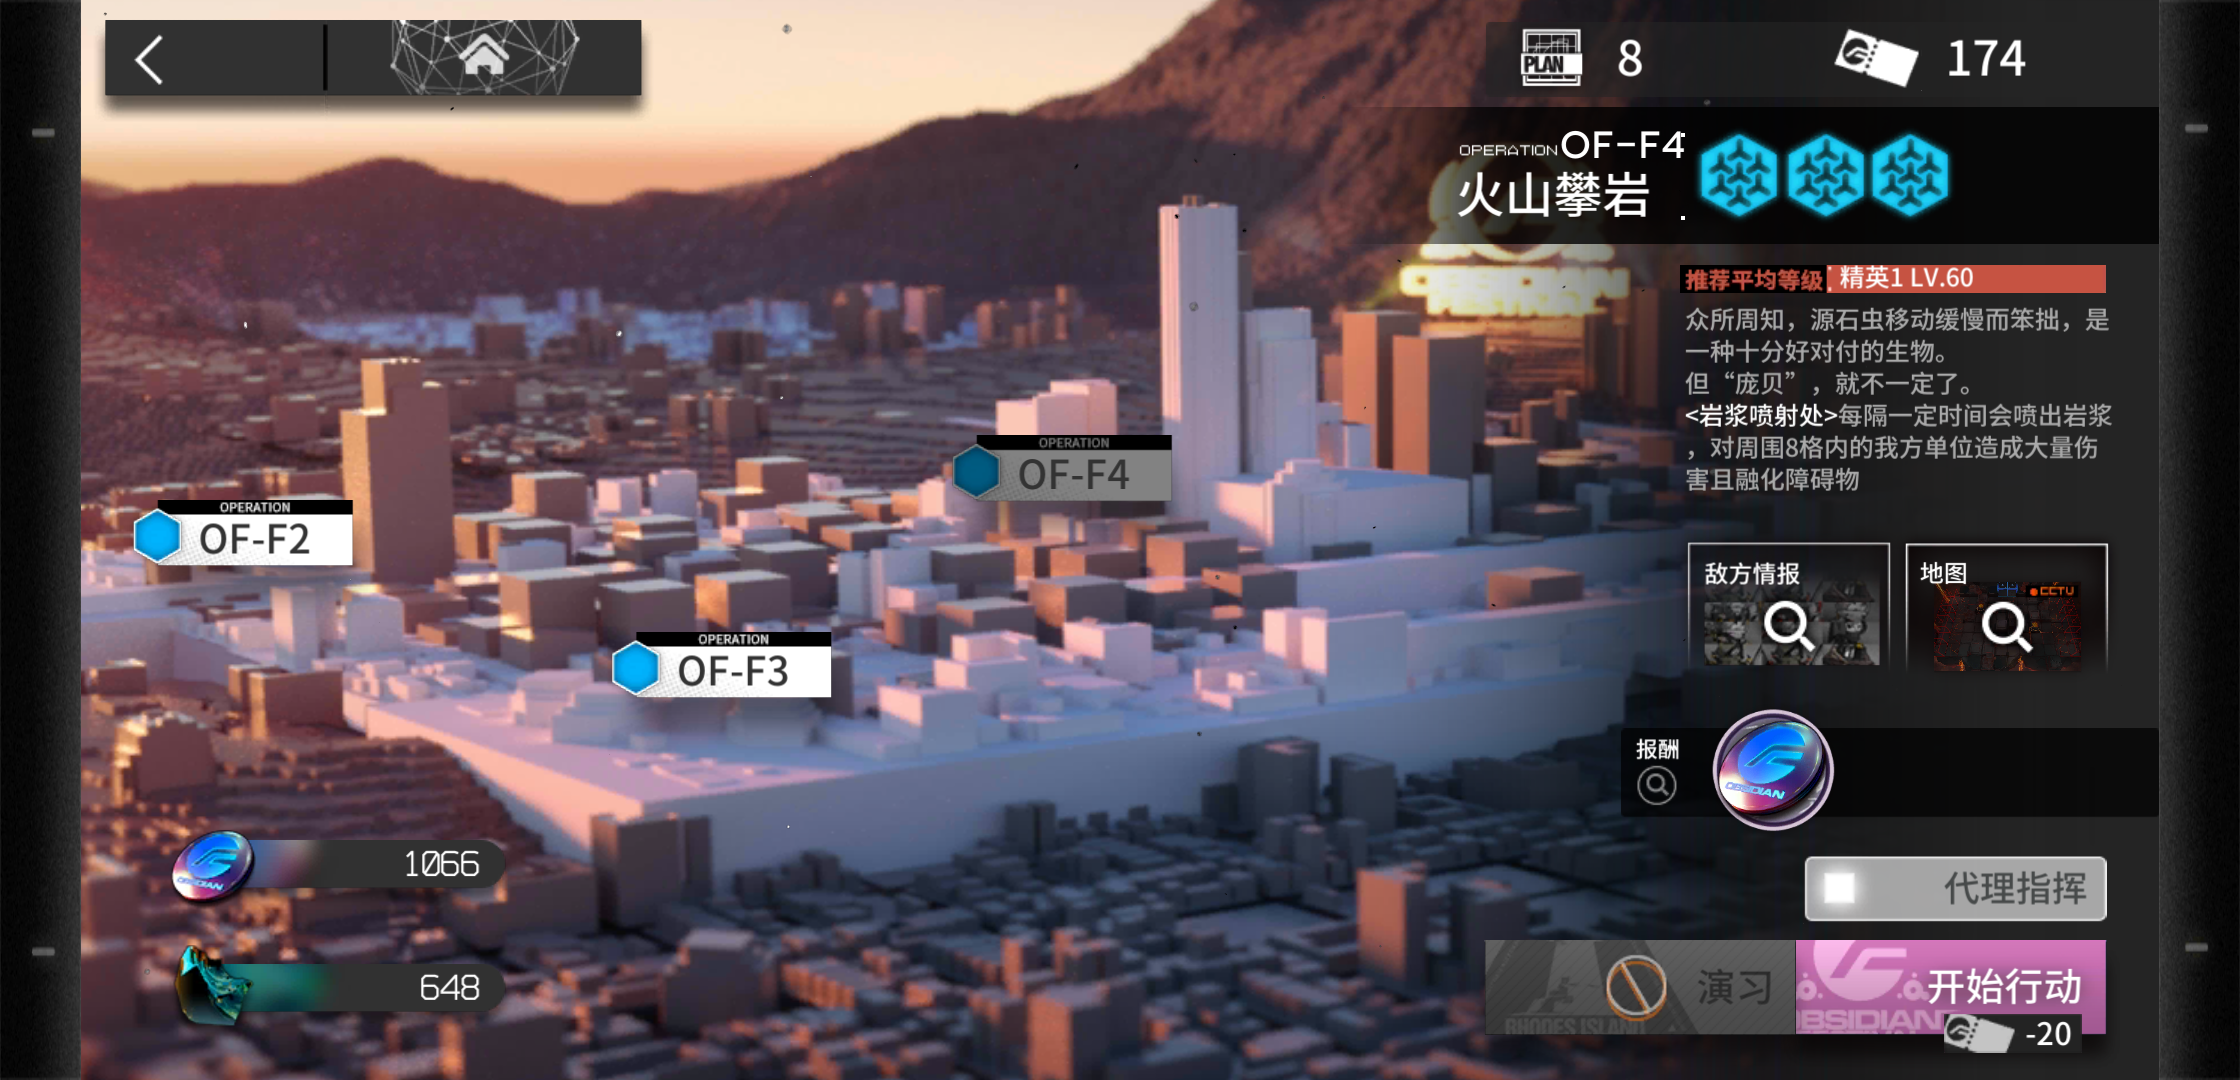 PLAN
8
174
OPERATION OF-F4
火山攀岩
推荐平均等级: 精英1 LV.60
众所周知，源石虫移动缓慢而笨拙，是
一种十分好对付的生物。
但“庞贝”，就不一定了。
<岩浆喷射处>每隔一定时间会喷出岩浆
，对周围8格内的我方单位造成大量伤
害且融化障碍物
OPERATION
OF-F4
OPERATION
OF-F2
OPERATION
OF-F3
敌方情报
地图
CCTV
报酬
OBSIDIAN
OBSIDIAN
1066
648
代理指挥
演习
RHODES ISLAND
开始行动
OBSIDIAN
-20